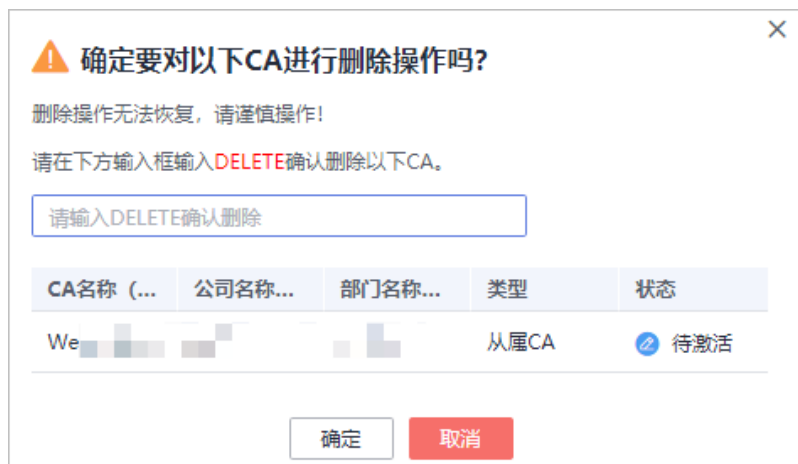 确定要对以下CA进行删除操作吗?
删除操作无法恢复，请谨慎操作!
请在下方输入框输入DELETE确认删除以下CA。
请输入DELETE确认删除
CA名称（... 公司名称... 部门名称... 类型 状态
We 从属CA 待激活
确定 取消